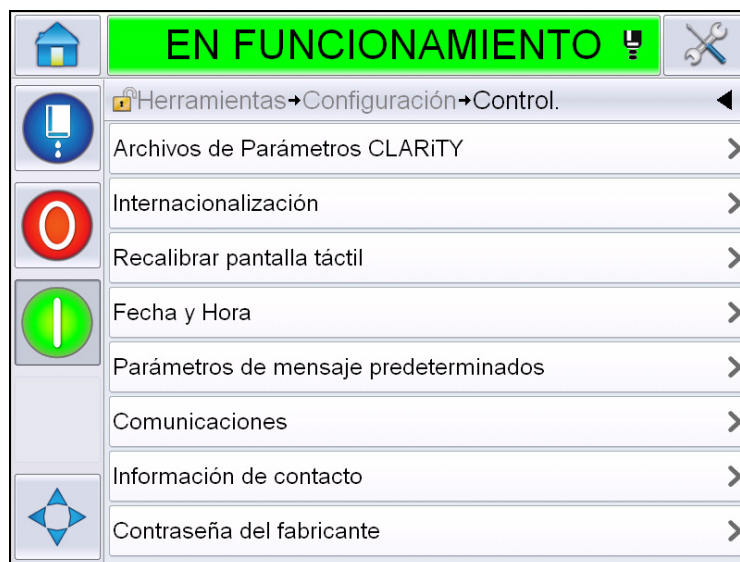 EN FUNCIONAMIENTO
Herramientas→Configuración→Control.
Archivos de Parámetros CLARiTY
Internacionalización
Recalibrar pantalla táctil
Fecha y Hora
Parámetros de mensaje predeterminados
Comunicaciones
Información de contacto
Contraseña del fabricante